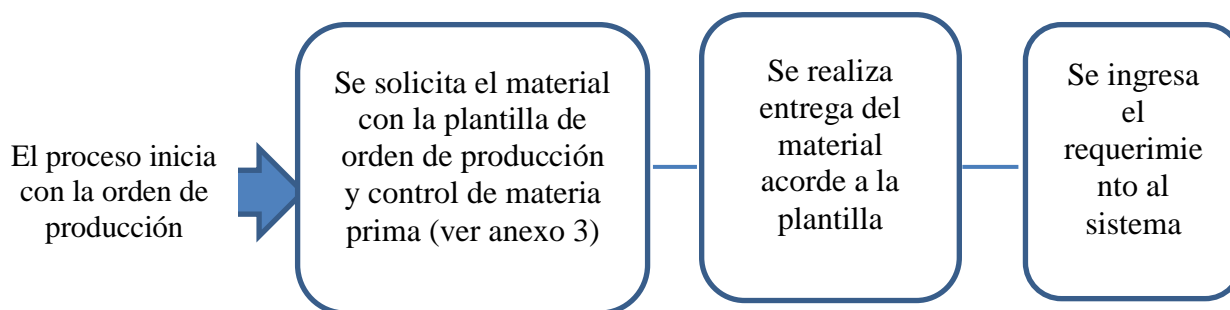 El proceso inicia
con la orden de
producción
Se solicita el material
con la plantilla de
orden de producción
y control de materia
prima (ver anexo 3)
Se realiza
entrega del
material
acorde a la
plantilla
Se ingresa
el
requerimie
nto al
sistema